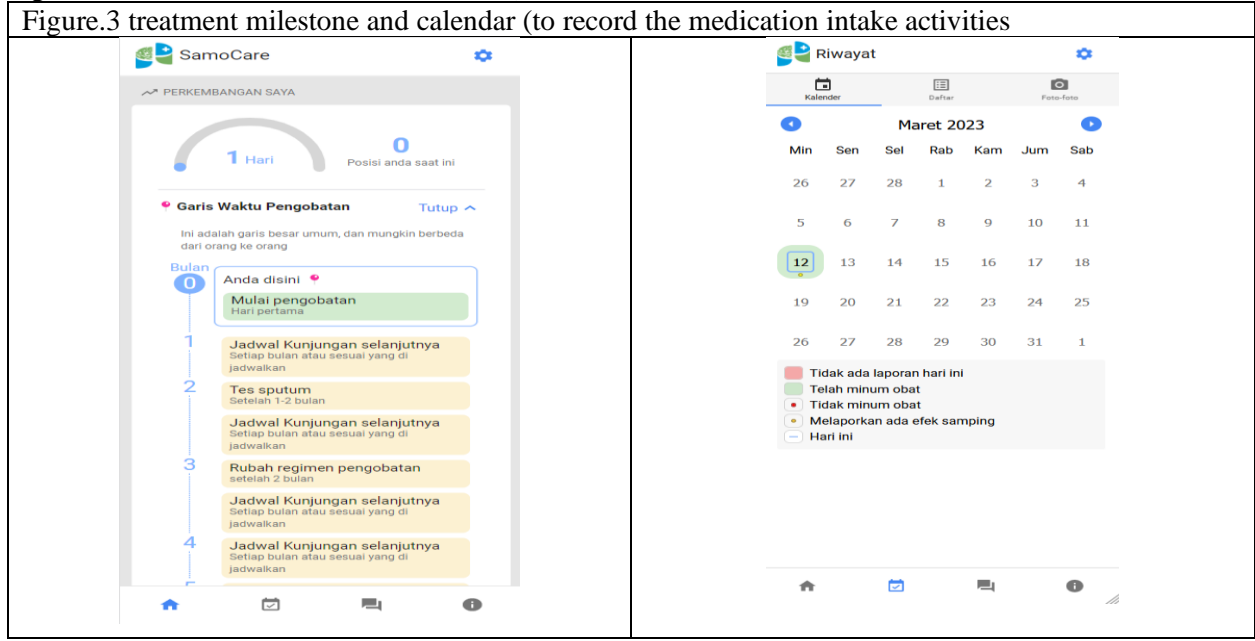 Figure.3 treatment milestone and calendar (to record the medication intake activities
SamoCare
PERKEMBANGAN SAYA
1 Hari
0
Posisi anda saat ini
Garis Waktu Pengobatan
Tutup
Ini adalah garis besar umum, dan mungkin berbeda
dari orang ke orang
Bulan
0
Anda disini
Mulai pengobatan
Hari pertama
1
Jadwal Kunjungan selanjutnya
Setiap bulan atau sesuai yang di
jadwalkan
2
Tes sputum
Setelah 1-2 bulan
Jadwal Kunjungan selanjutnya
Setiap bulan atau sesuai yang di
jadwalkan
3
Rubah regimen pengobatan
setelah 2 bulan
Jadwal Kunjungan selanjutnya
Setiap bulan atau sesuai yang di
jadwalkan
4
Jadwal Kunjungan selanjutnya
Setiap bulan atau sesuai yang di
jadwalkan
Riwayat
Kalender Daftar Foto-foto
Maret 2023
Min Sen Sel Rab Kam Jum Sab
26 27 28 1 2 3 4
5 6 7 8 9 10 11
12 13 14 15 16 17 18
19 20 21 22 23 24 25
26 27 28 29 30 31 1
Tidak ada laporan hari ini
Telah minum obat
Tidak minum obat
Melaporkan ada efek samping
Hari ini